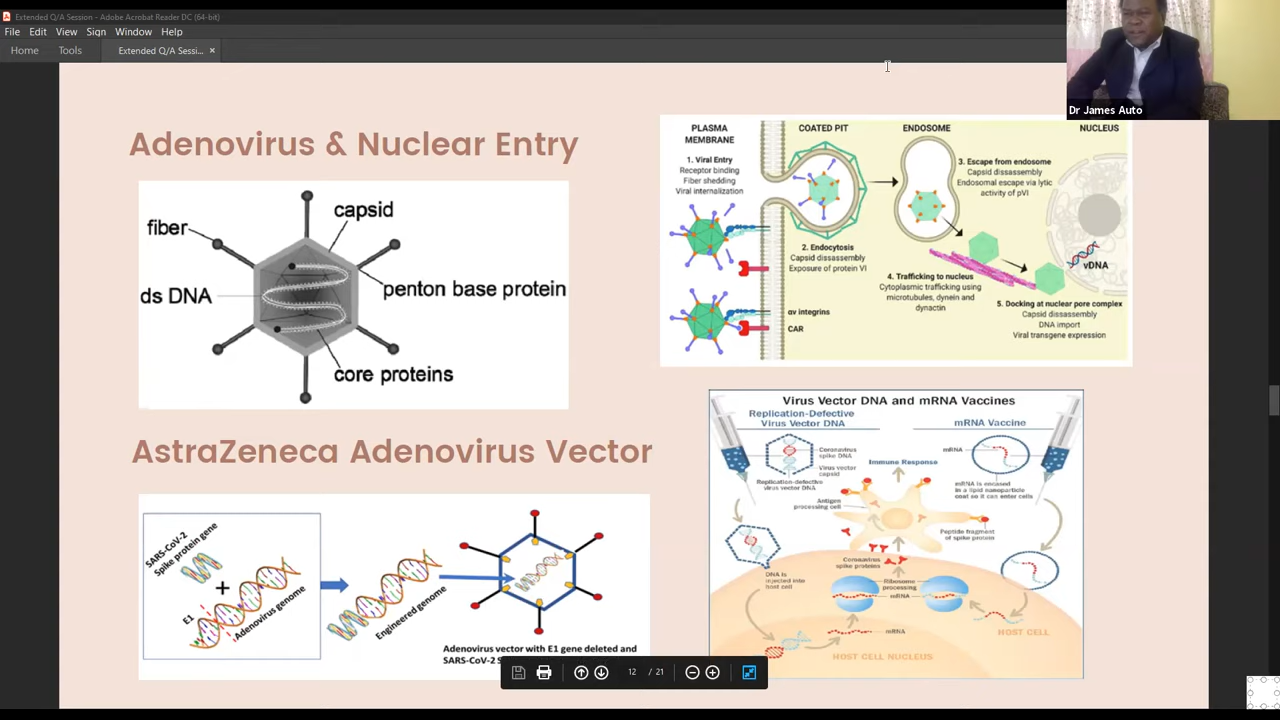 Extended Q/A Session - Adobe Acrobat Reader DC (64-bit)
File Edit View Sign Window Help
Home Tools Extended Q/A Sessi... ×
Dr James Auto
Adenovirus & Nuclear Entry
fiber
capsid
ds DNA
penton base protein
core proteins
PLASMA
MEMBRANE
COATED PIT
ENDOSOME
NUCLEUS
1. Viral Entry
Receptor binding
Fiber shedding
Viral internalization
2. Endocytosis
Capsid disassembly
Exposure of protein VI
3. Escape from endosome
Capsid disassembly
Endosomal escape via lytic
activity of pVI
4. Trafficking to nucleus
Cytoplasmic trafficking using
microtubules, dynein and
dynactin
vDNA
5. Docking at nuclear pore complex
Capsid disassembly
DNA import
Viral transgene expression
αv integrins
CAR
AstraZeneca Adenovirus Vector
SARS-CoV-2
Spike protein gene
+
E1
Adenovirus genome
Engineered genome
Adenovirus vector with E1 gene deleted and
SARS-CoV-2 S
Virus Vector DNA and mRNA Vaccines
Replication-Defective
Virus Vector DNA
mRNA Vaccine
Coronavirus
spike DNA
Virus vector
capsid
Replication-defective
virus vector DNA
Immune Response
mRNA
mRNA is encased
in a lipid nanoparticle
coat so it can enter cells
Antigen
processing cell
Peptide fragment
of spike protein
DNA is
injected into
host cell
Coronavirus
spike proteins
Ribosome
processing
mRNA
mRNA
HOST CELL
HOST CELL NUCLEUS
12 / 21